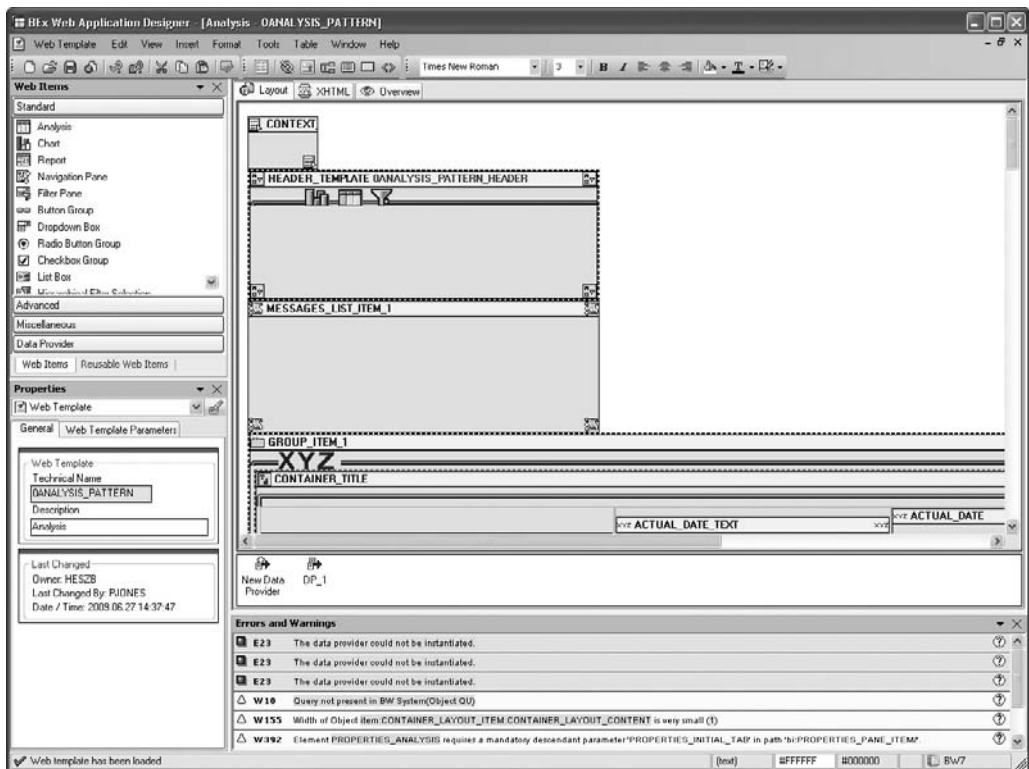 BEx Web Application Designer - [Analysis - 0ANALYSIS_PATTERN]
Web Template Edit View Insert Format Tools Table Window Help
Times New Roman 3 B I
Web Items
Standard
Analysis
Chart
Report
Navigation Pane
Filter Pane
Button Group
Dropdown Box
Radio Button Group
Checkbox Group
List Box
Advanced
Miscellaneous
Data Provider
Web Items Reusable Web Items
Properties
Web Template
General Web Template Parameters
Web Template
Technical Name
0ANALYSIS_PATTERN
Description
Analysis
Last Changed
Owner: HESZB
Last Changed By: PJONES
Date / Time: 2009.06.27 14:37:47
Layout XHTML Overview
CONTEXT
HEADER_TEMPLATE 0ANALYSIS_PATTERN_HEADER
MESSAGES_LIST_ITEM_1
GROUP_ITEM_1
XYZ
CONTAINER_TITLE
XYZ ACTUAL_DATE_TEXT XYZ
XYZ ACTUAL_DATE
New Data Provider
DP_1
Errors and Warnings
E23 The data provider could not be instantiated.
E23 The data provider could not be instantiated.
E23 The data provider could not be instantiated.
W10 Query not present in BW System(Object QU)
W155 Width of Object item:CONTAINER_LAYOUT_ITEM:CONTAINER_LAYOUT_CONTENT is very small (1)
W392 Element PROPERTIES_ANALYSIS requires a mandatory descendant parameter'PROPERTIES_INITIAL_TAB' in path 'bi:PROPERTIES_PANE_ITEM/'.
Web template has been loaded
(text) #FFFFFF #000000 BW7